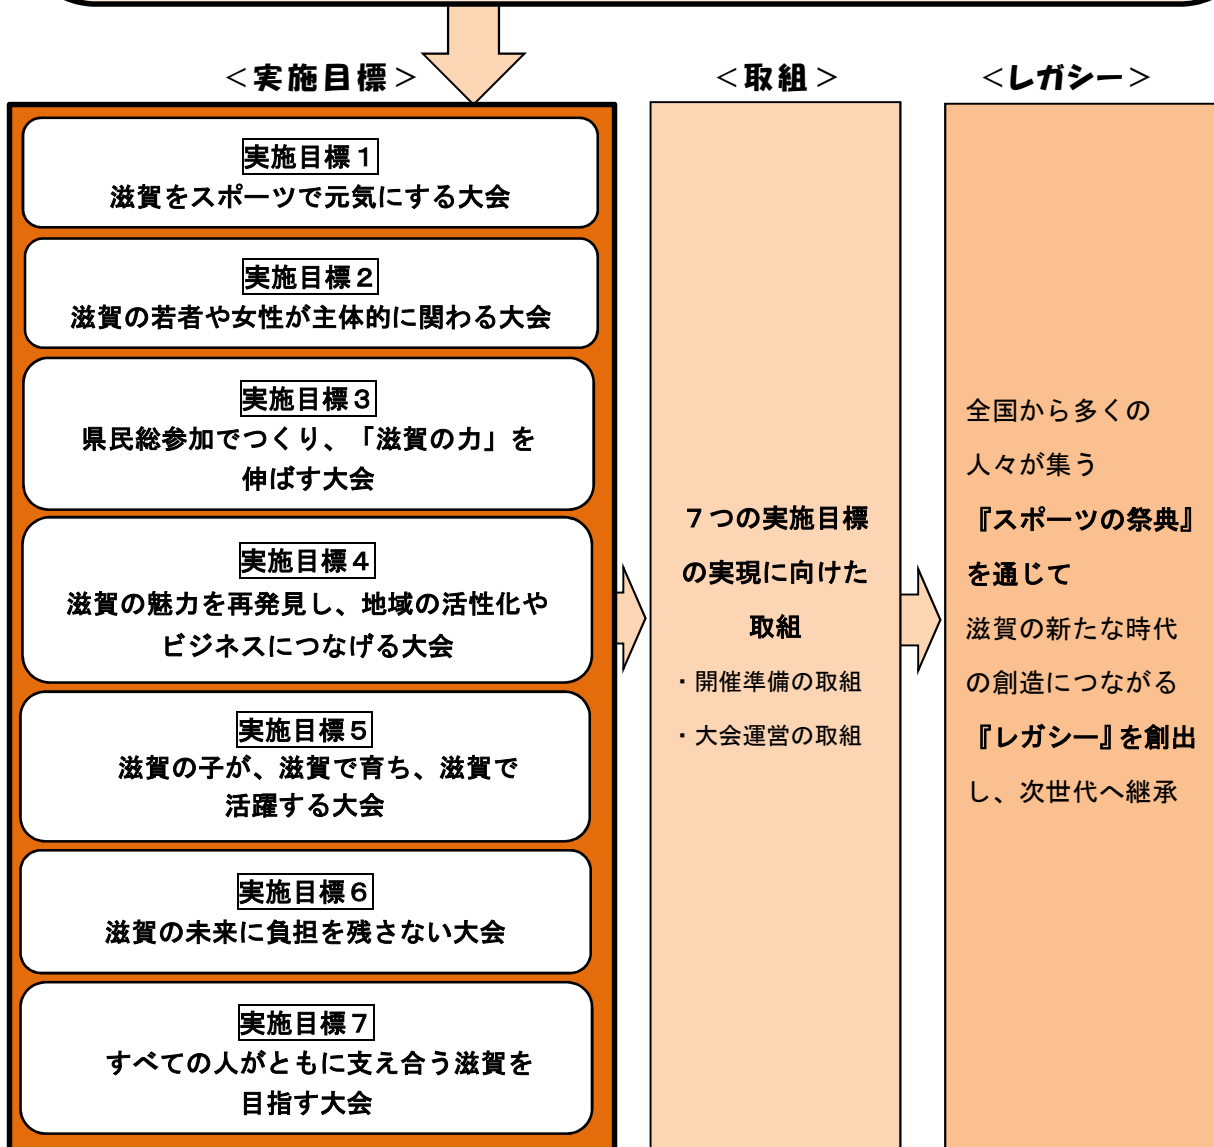 ＜実施目標＞
実施目標１
滋賀をスポーツで元気にする大会
実施目標２
滋賀の若者や女性が主体的に関わる大会
実施目標３
県民総参加でつくり、「滋賀の力」を
伸ばす大会
実施目標４
滋賀の魅力を再発見し、地域の活性化や
ビジネスにつなげる大会
実施目標５
滋賀の子が、滋賀で育ち、滋賀で
活躍する大会
実施目標６
滋賀の未来に負担を残さない大会
実施目標７
すべての人がともに支え合う滋賀を
目指す大会
＜取組＞
７つの実施目標
の実現に向けた
取組
・開催準備の取組
・大会運営の取組
＜レガシー＞
全国から多くの
人々が集う
『スポーツの祭典』
を通じて
滋賀の新たな時代
の創造につながる
『レガシー』を創出
し、次世代へ継承